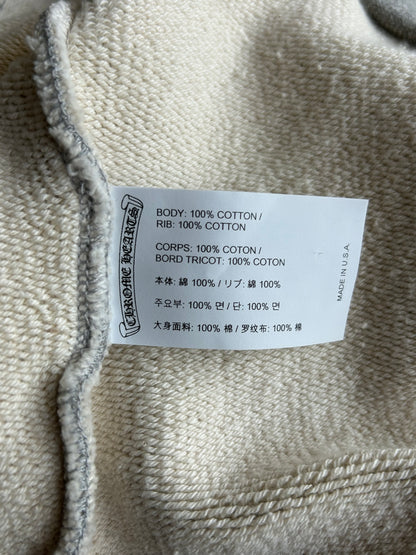 CHROME HEARTS
BODY: 100% COTTON /
RIB: 100% COTTON
CORPS: 100% COTON /
BORD TRICOT: 100% COTON
本体: 綿 100% / リブ: 綿 100%
주요부: 100% 면 / 단: 100% 면
大身面料: 100% 棉 / 罗纹布: 100% 棉
MADE IN U.S.A.